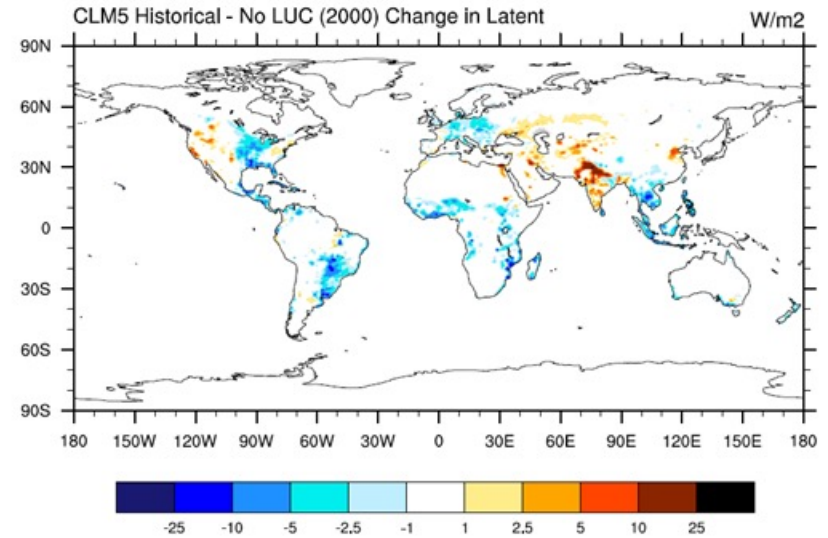 CLM5 Historical - No LUC (2000) Change in Latent W/m2
90N
60N
30N
0
30S
60S
90S
180 150W 120W 90W 60W 30W 0 30E 60E 90E 120E 150E 180
-25 -10 -5 -2.5 -1 1 2.5 5 10 25